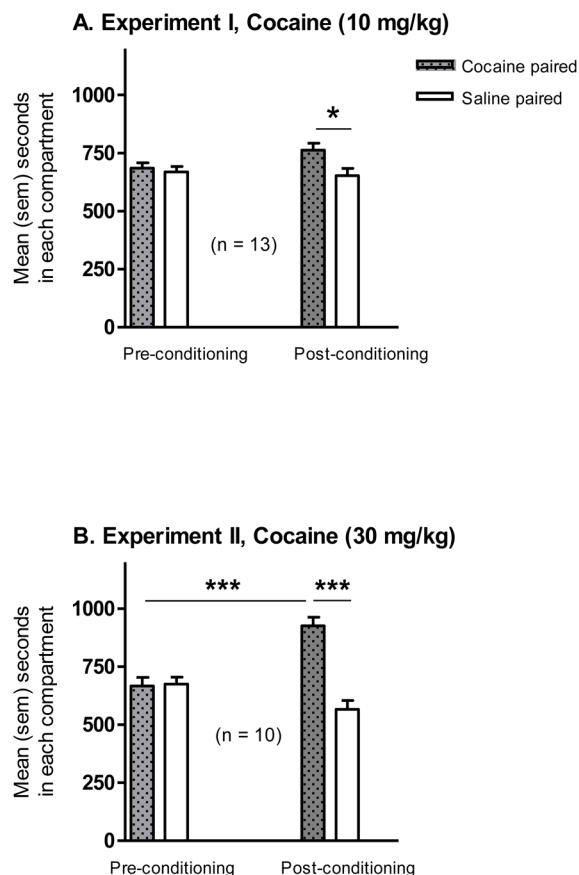 A. Experiment I, Cocaine (10 mg/kg)
Cocaine paired
Saline paired
Mean (sem) seconds
in each compartment
1000
750
500
250
0
*
(n = 13)
Pre-conditioning
Post-conditioning
B. Experiment II, Cocaine (30 mg/kg)
Mean (sem) seconds
in each compartment
1000
750
500
250
0
***
***
(n = 10)
Pre-conditioning
Post-conditioning